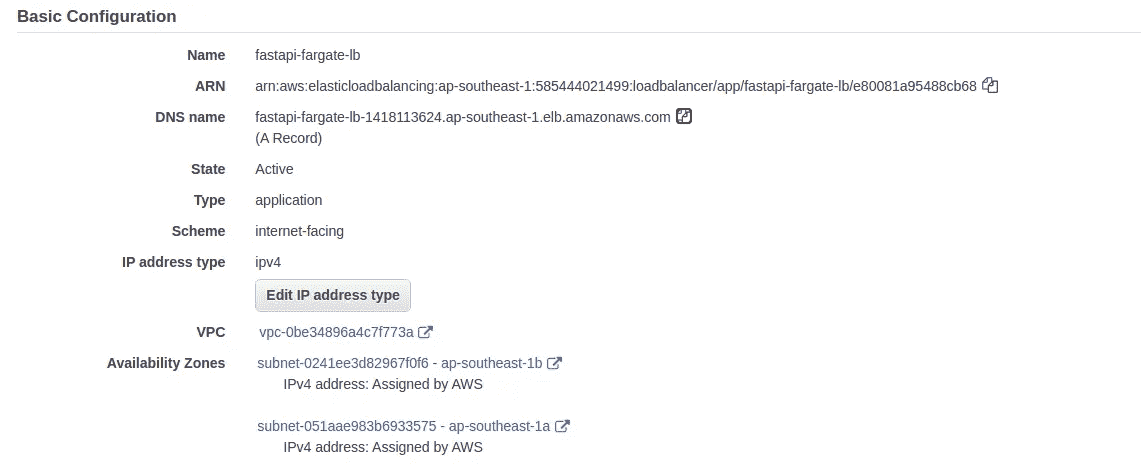 Basic Configuration
Name fastapi-fargate-lb
ARN arn:aws:elasticloadbalancing:ap-southeast-1:585444021499:loadbalancer/app/fastapi-fargate-lb/e80081a95488cb68
DNS name fastapi-fargate-lb-1418113624.ap-southeast-1.elb.amazonaws.com
(A Record)
State Active
Type application
Scheme internet-facing
IP address type ipv4
Edit IP address type
VPC vpc-0be34896a4c7f773a
Availability Zones subnet-0241ee3d82967f0f6 - ap-southeast-1b
IPv4 address: Assigned by AWS
subnet-051aae983b6933575 - ap-southeast-1a
IPv4 address: Assigned by AWS